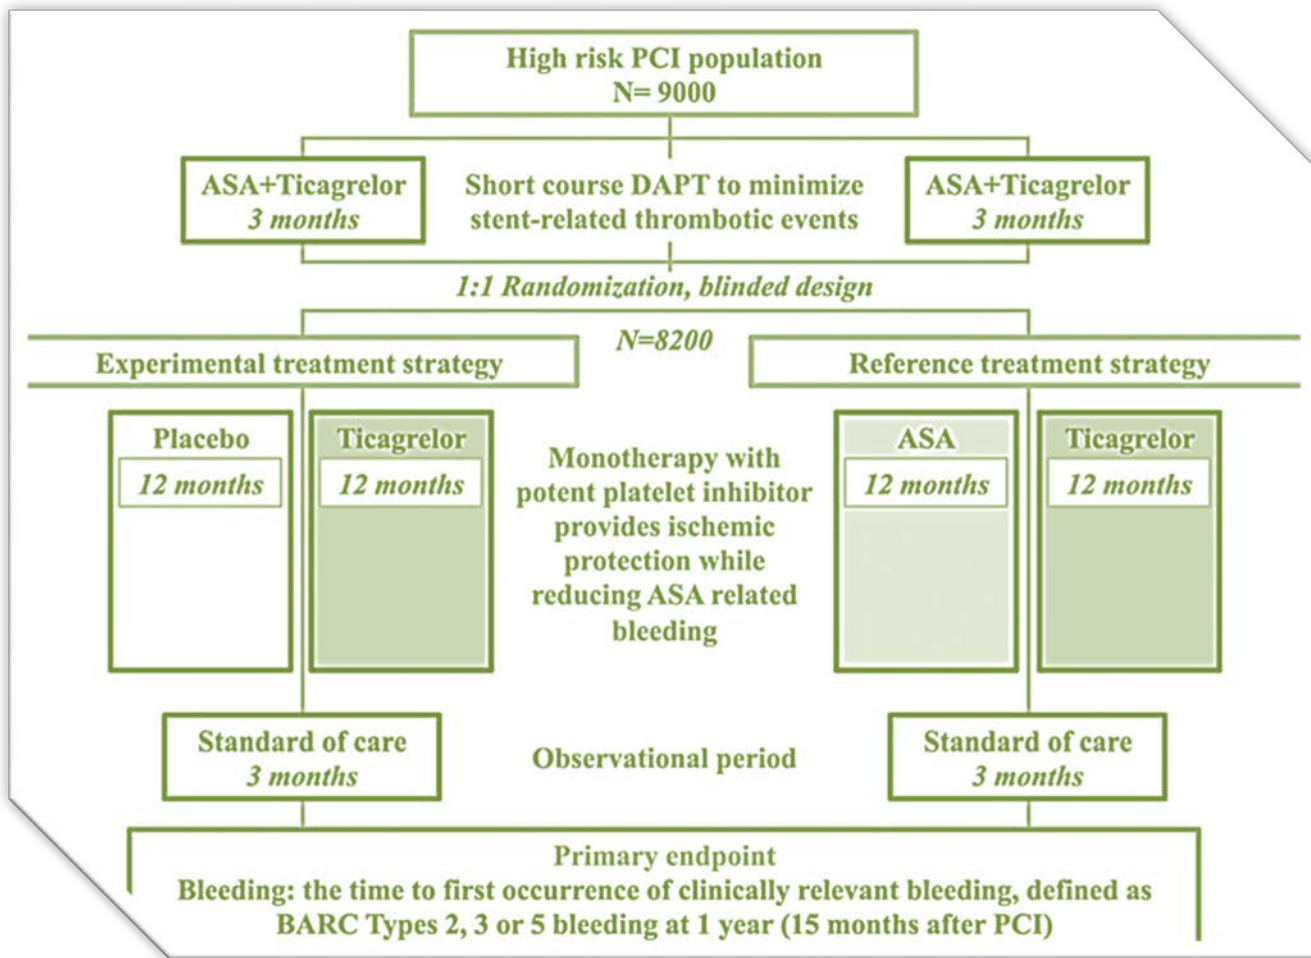 High risk PCI population
N= 9000
ASA+Ticagrelor
3 months
Short course DAPT to minimize
stent-related thrombotic events
ASA+Ticagrelor
3 months
1:1 Randomization, blinded design
N=8200
Experimental treatment strategy
Reference treatment strategy
Placebo
12 months
Ticagrelor
12 months
Monotherapy with
potent platelet inhibitor
provides ischemic
protection while
reducing ASA related
bleeding
ASA
12 months
Ticagrelor
12 months
Standard of care
3 months
Observational period
Standard of care
3 months
Primary endpoint
Bleeding: the time to first occurrence of clinically relevant bleeding, defined as
BARC Types 2, 3 or 5 bleeding at 1 year (15 months after PCI)